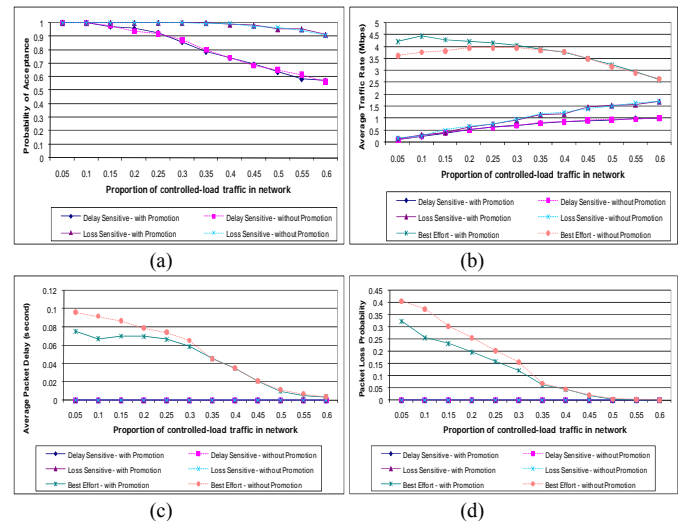 Probability of Acceptance
1
0.9
0.8
0.7
0.6
0.5
0.4
0.3
0.2
0.1
0
0.05 0.1 0.15 0.2 0.25 0.3 0.35 0.4 0.45 0.5 0.55 0.6
Proportion of controlled-load traffic in network
Delay Sensitive - with Promotion
Delay Sensitive - without Promotion
Loss Sensitive - with Promotion
Loss Sensitive - without Promotion
(a)
Average Traffic Rate (Mbps)
5
4.5
4
3.5
3
2.5
2
1.5
1
0.5
0
0.05 0.1 0.15 0.2 0.25 0.3 0.35 0.4 0.45 0.5 0.55 0.6
Proportion of controlled-load traffic in network
Delay Sensitive - with Promotion
Delay Sensitive - without Promotion
Loss Sensitive - with Promotion
Loss Sensitive - without Promotion
Best Effort - with Promotion
Best Effort - without Promotion
(b)
Average Packet Delay (second)
0.12
0.1
0.08
0.06
0.04
0.02
0
0.05 0.1 0.15 0.2 0.25 0.3 0.35 0.4 0.45 0.5 0.55 0.6
Proportion of controlled-load traffic in network
Delay Sensitive - with Promotion
Delay Sensitive - without Promotion
Loss Sensitive - with Promotion
Loss Sensitive - without Promotion
Best Effort - with Promotion
Best Effort - without Promotion
(c)
Packet Loss Probability
0.45
0.4
0.35
0.3
0.25
0.2
0.15
0.1
0.05
0
0.05 0.1 0.15 0.2 0.25 0.3 0.35 0.4 0.45 0.5 0.55 0.6
Proportion of controlled-load traffic in network
Delay Sensitive - with Promotion
Delay Sensitive - without Promotion
Loss Sensitive - with Promotion
Loss Sensitive - without Promotion
Best Effort - with Promotion
Best Effort - without Promotion
(d)